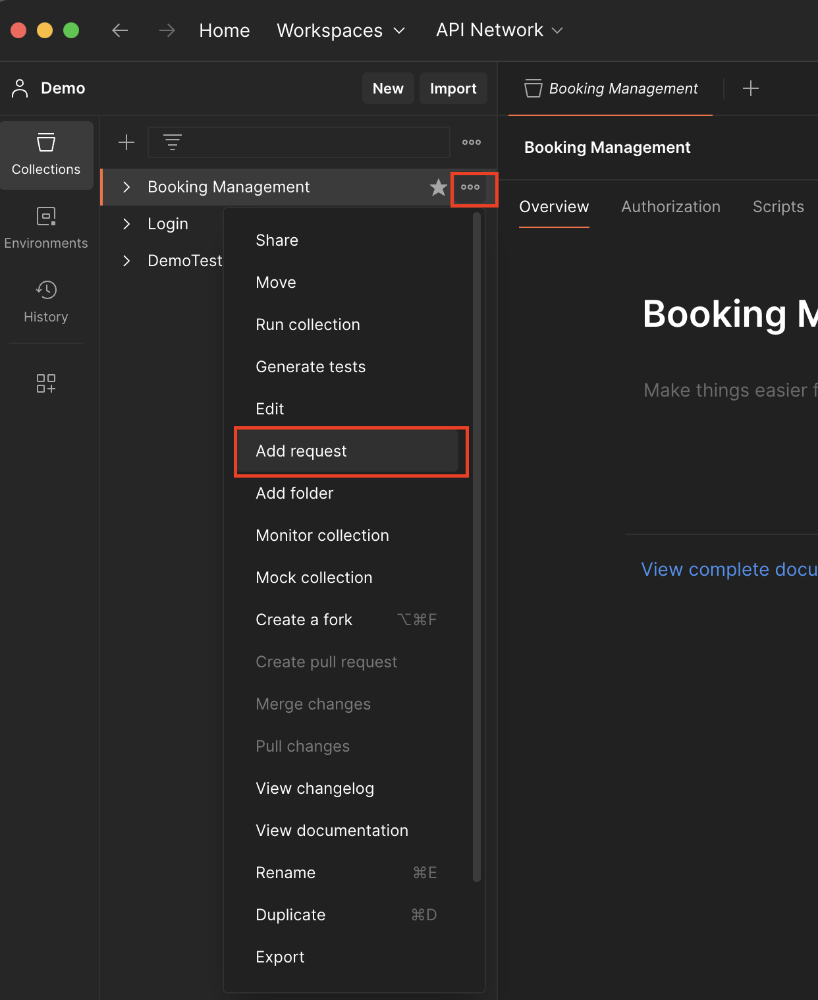 Home Workspaces API Network
Demo New Import
Booking Management
Collections
Environments
History
Booking Management
Login
DemoTest
Share
Move
Run collection
Generate tests
Edit
Add request
Add folder
Monitor collection
Mock collection
Create a fork ⌥⌘F
Create pull request
Merge changes
Pull changes
View changelog
View documentation
Rename ⌘E
Duplicate ⌘D
Export
Booking Management
Overview Authorization Scripts
Booking M
Make things easier f
View complete docu